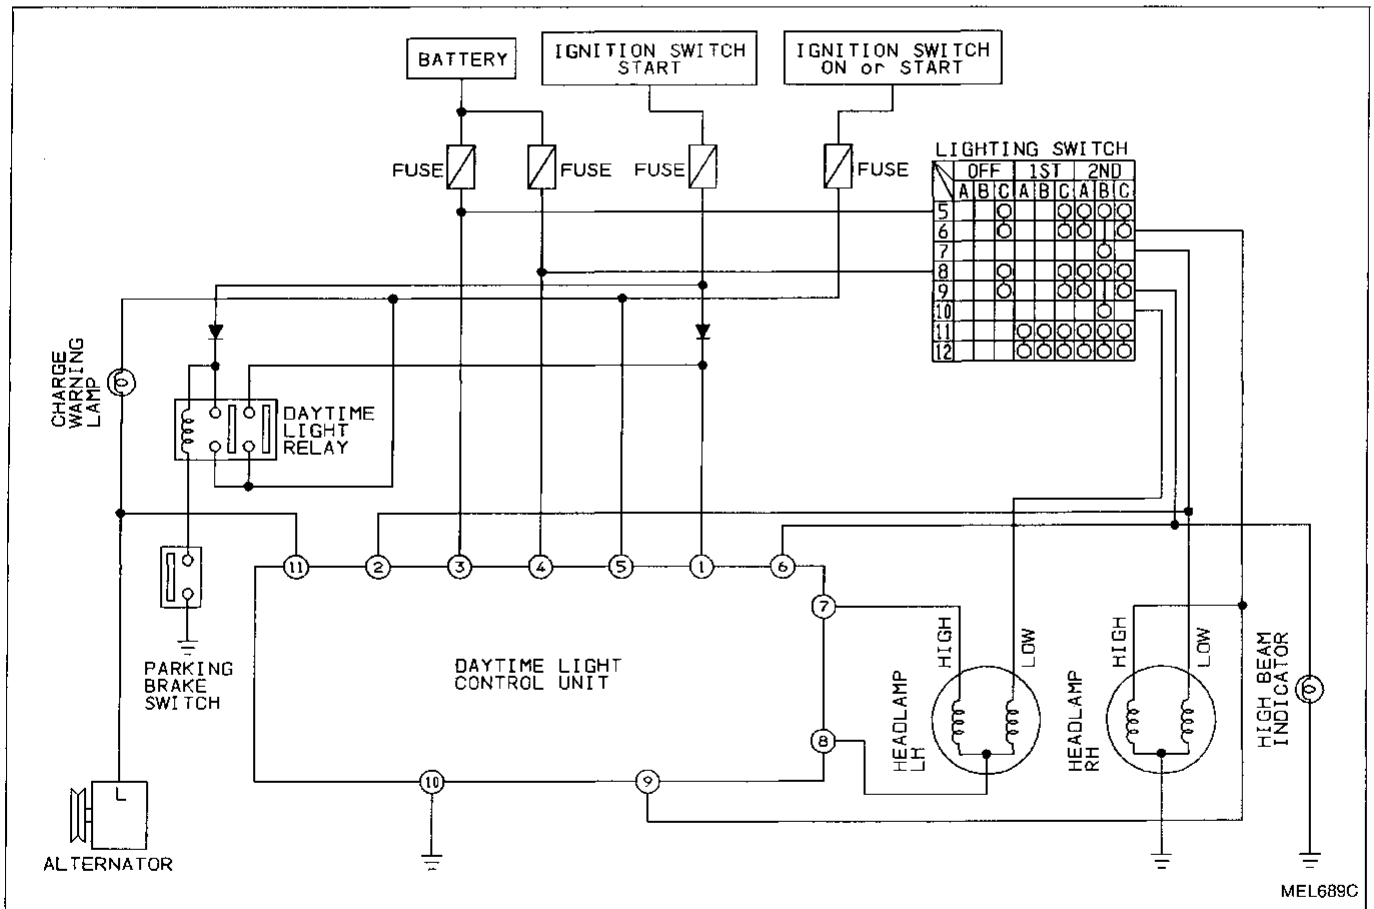 BATTERY
IGNITION SWITCH
START
IGNITION SWITCH
ON or START
FUSE
FUSE
FUSE
FUSE
LIGHTING SWITCH
OFF 1ST 2ND
A B C A B C A B C
5
6
7
8
9
10
11
12
CHARGE
WARNING
LAMP
DAYTIME
LIGHT
RELAY
11 2 3 4 5 1 6
7
8
10 9
DAYTIME LIGHT
CONTROL UNIT
PARKING
BRAKE
SWITCH
HIGH
LOW
HIGH
LOW
HEADLAMP
LH
HEADLAMP
RH
HIGH BEAM
INDICATOR
L
ALTERNATOR
MEL689C